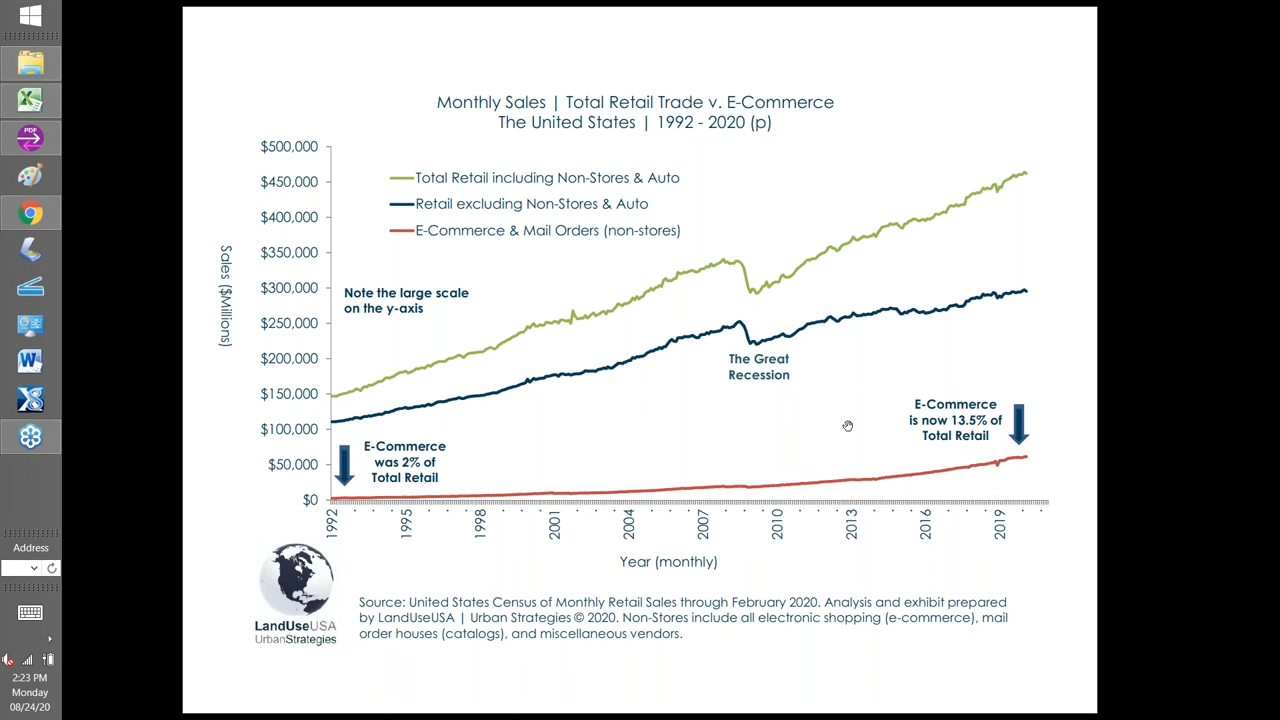 Monthly Sales | Total Retail Trade v. E-Commerce
The United States | 1992 - 2020 (p)
$500,000
$450,000
$400,000
$350,000
$300,000
$250,000
$200,000
$150,000
$100,000
$50,000
$0
Sales ($Millions)
Total Retail including Non-Stores & Auto
Retail excluding Non-Stores & Auto
E-Commerce & Mail Orders (non-stores)
Note the large scale
on the y-axis
The Great
Recession
E-Commerce
is now 13.5% of
Total Retail
E-Commerce
was 2% of
Total Retail
1992
1995
1998
2001
2004
2007
2010
2013
2016
2019
Year (monthly)
LandUseUSA
UrbanStrategies
Source: United States Census of Monthly Retail Sales through February 2020. Analysis and exhibit prepared
by LandUseUSA | Urban Strategies © 2020. Non-Stores include all electronic shopping (e-commerce), mail
order houses (catalogs), and miscellaneous vendors.
PDF
Address
2:23 PM
Monday
08/24/20